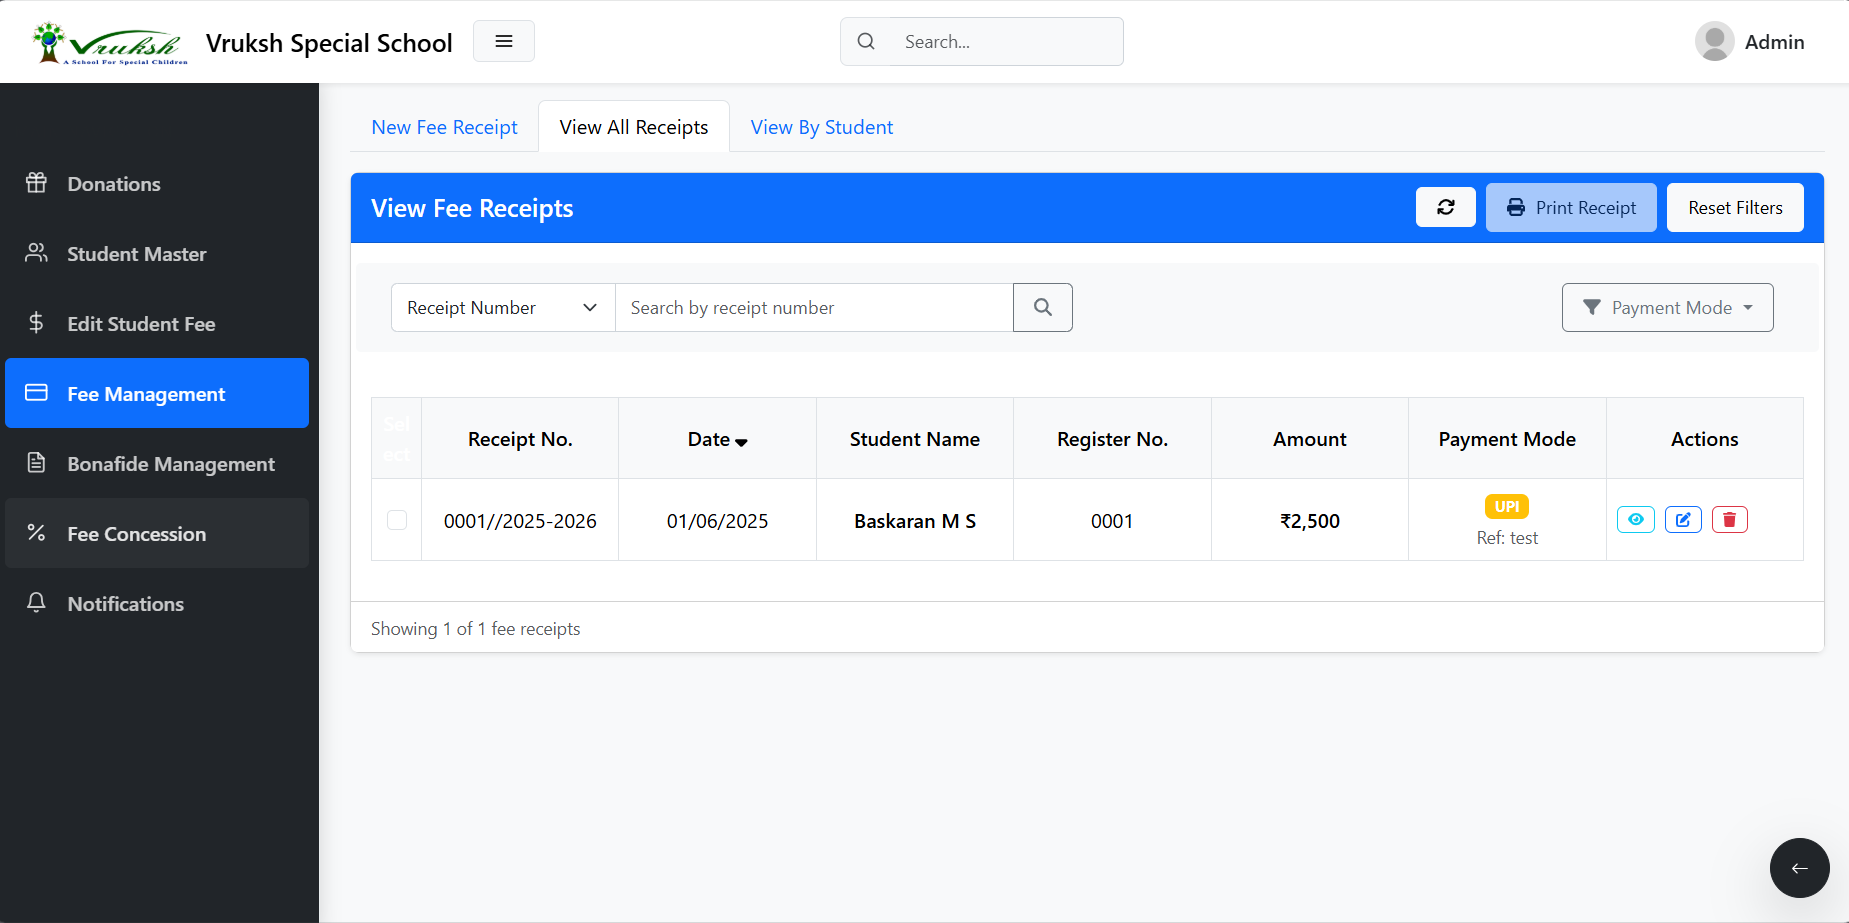 Vruksh
A School For Special Children
Vruksh Special School
Search...
Admin
New Fee Receipt
View All Receipts
View By Student
Donations
Student Master
Edit Student Fee
Fee Management
Bonafide Management
Fee Concession
Notifications
View Fee Receipts
Print Receipt
Reset Filters
Receipt Number
Search by receipt number
Payment Mode
Sel
ect
Receipt No.
Date
Student Name
Register No.
Amount
Payment Mode
Actions
0001//2025-2026
01/06/2025
Baskaran M S
0001
₹2,500
UPI
Ref: test
Showing 1 of 1 fee receipts